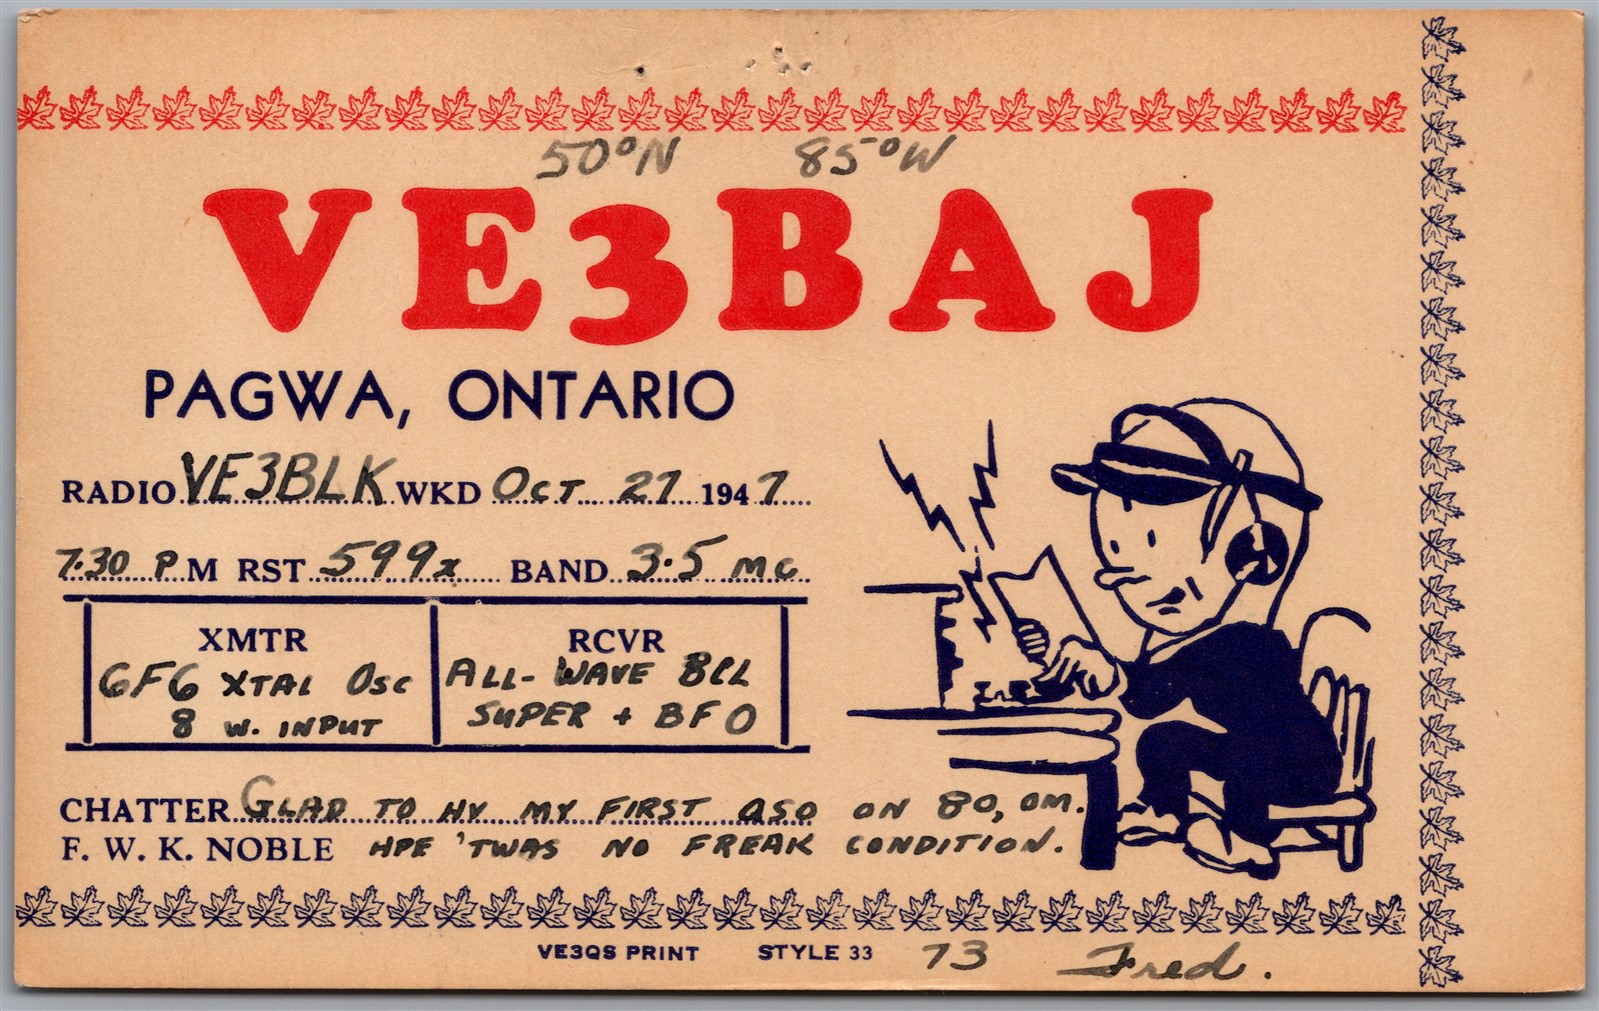 50°N 85°W
VE3BAJ
PAGWA, ONTARIO
RADIO VE3BLK WKD OCT 27 1947
7.30 P.M RST 599x BAND 3.5 MC
XMTR RCVR
6F6 XTAL OSC ALL-WAVE BCL
8 W. INPUT SUPER + BFO
CHATTER GLAD TO HV MY FIRST QSO ON 80, OM.
F. W. K. NOBLE HPE 'TWAS NO FREAK CONDITION.
VE3QS PRINT STYLE 33 73 Fred.